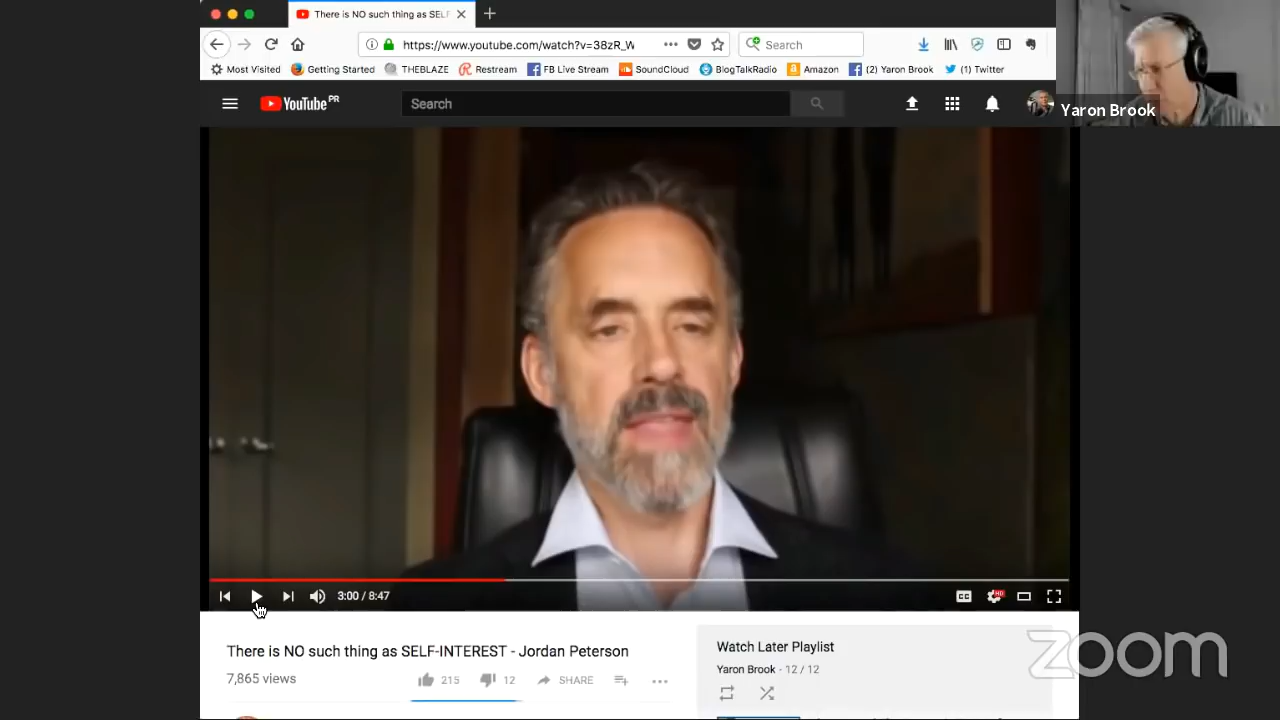 There is NO such thing as SELF
https://www.youtube.com/watch?v=38zR_W
Search
Most Visited
Getting Started
THEBLAZE
Restream
FB Live Stream
SoundCloud
BlogTalkRadio
Amazon
(2) Yaron Brook
(1) Twitter
YouTube PR
Search
Yaron Brook
3:00 / 8:47
CC
HD
There is NO such thing as SELF-INTEREST - Jordan Peterson
7,865 views
215
12
SHARE
Watch Later Playlist
Yaron Brook - 12 / 12
zoom